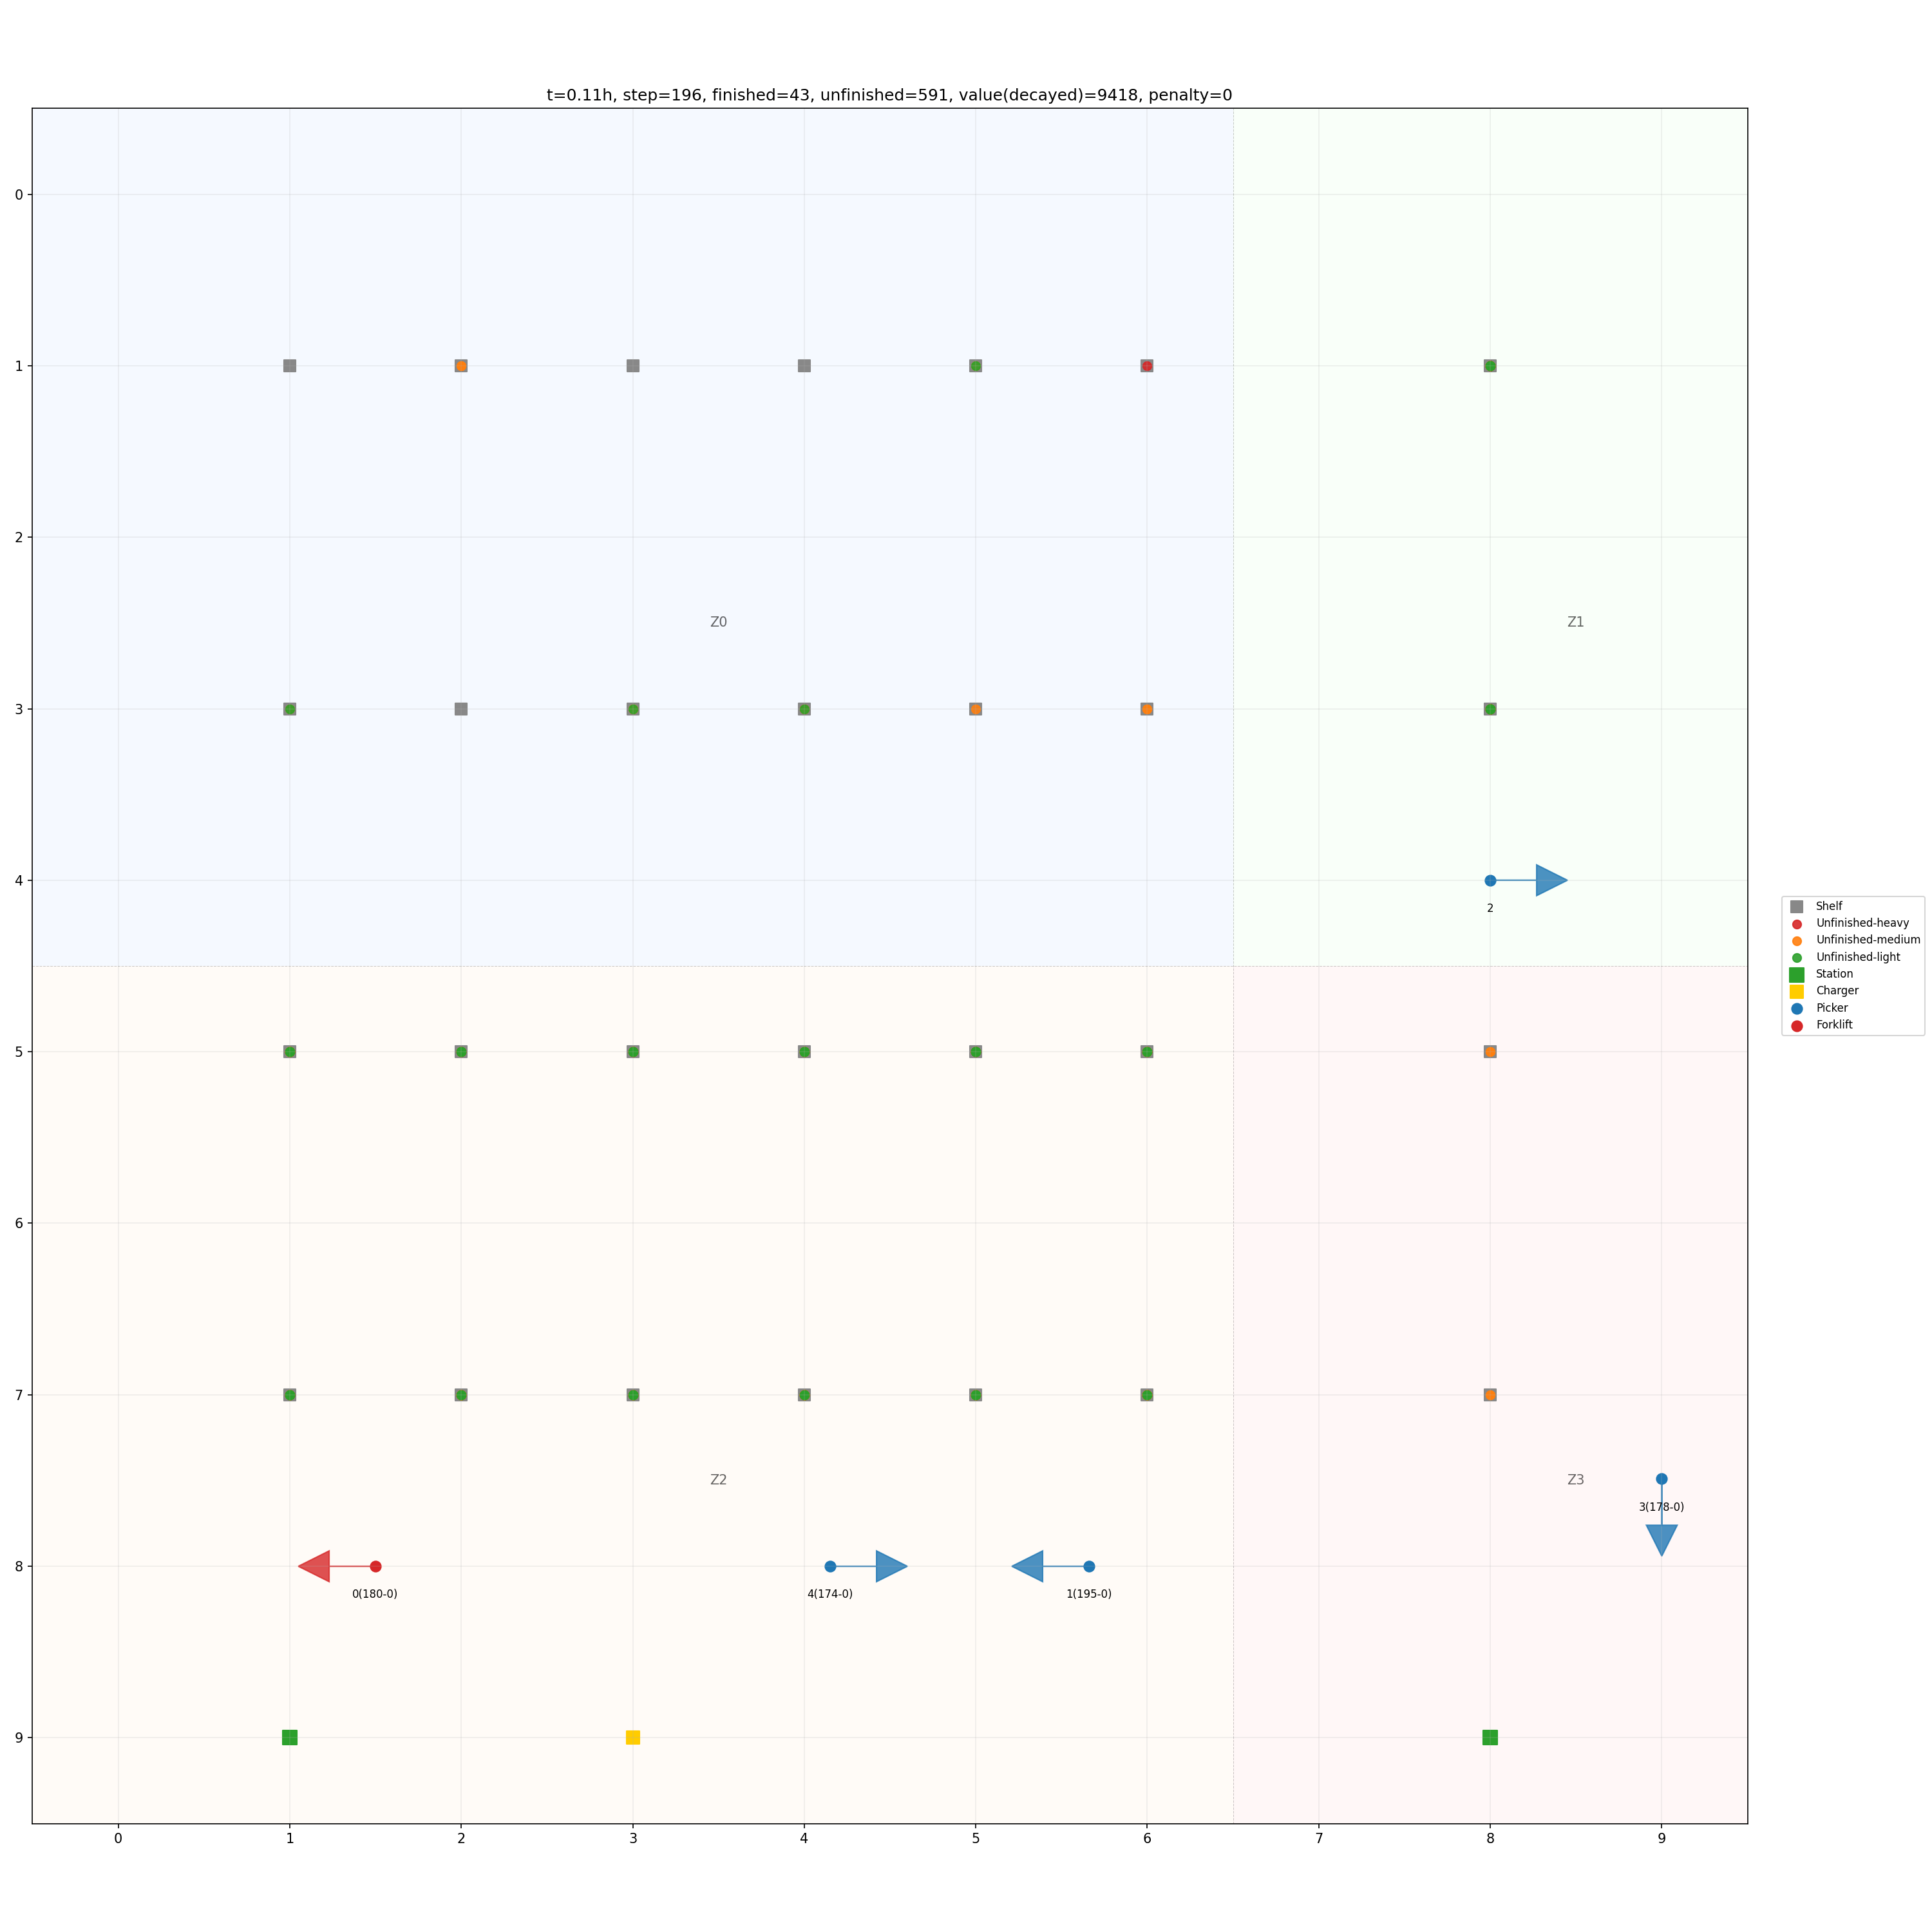 t=0.11h, step=196, finished=43, unfinished=591, value(decayed)=9418, penalty=0
0
1
2
Z0
Z1
3
4
2
Shelf
Unfinished-heavy
Unfinished-medium
Unfinished-light
Station
Charger
Picker
Forklift
5
6
7
Z2
Z3
3(178-0)
8
0(180-0)
4(174-0)
1(195-0)
9
0 1 2 3 4 5 6 7 8 9